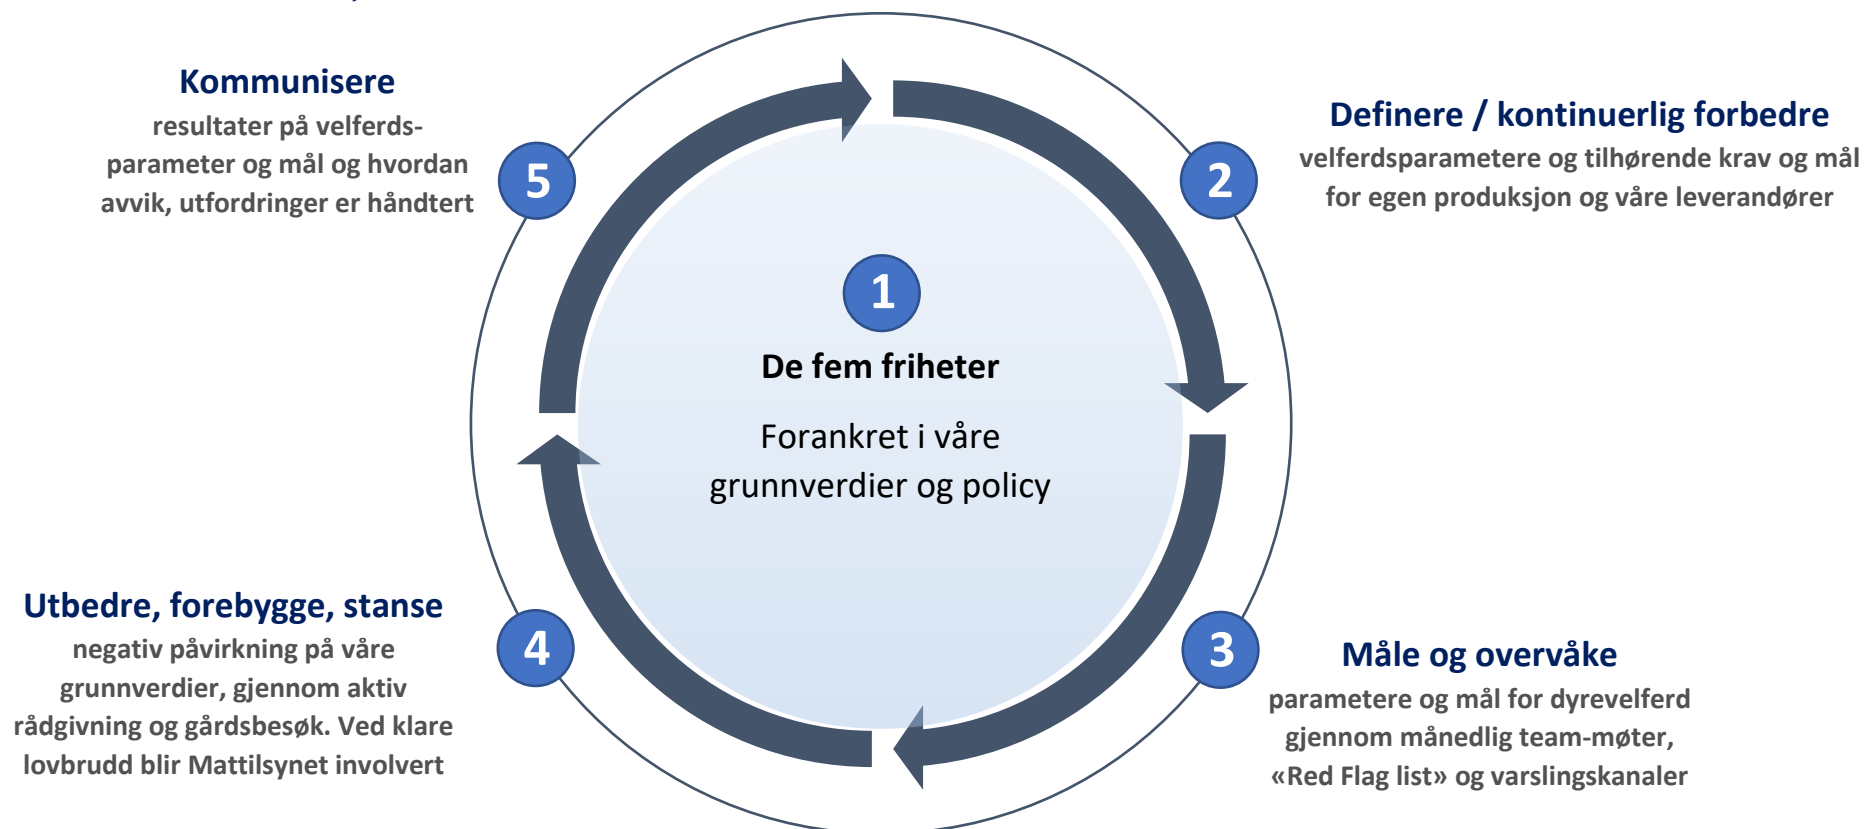 Kommunisere
resultater på velferds-
parameter og mål og hvordan
avvik, utfordringer er håndtert
5
Definere / kontinuerlig forbedre
velferdsparametere og tilhørende krav og mål
for egen produksjon og våre leverandører
2
1
De fem friheter
Forankret i våre
grunnverdier og policy
Utbedre, forebygge, stanse
negativ påvirkning på våre
grunnverdier, gjennom aktiv
rådgivning og gårdsbesøk. Ved klare
lovbrudd blir Mattilsynet involvert
4
3
Måle og overvåke
parametere og mål for dyrevelferd
gjennom månedlig team-møter,
«Red Flag list» og varslingskanaler